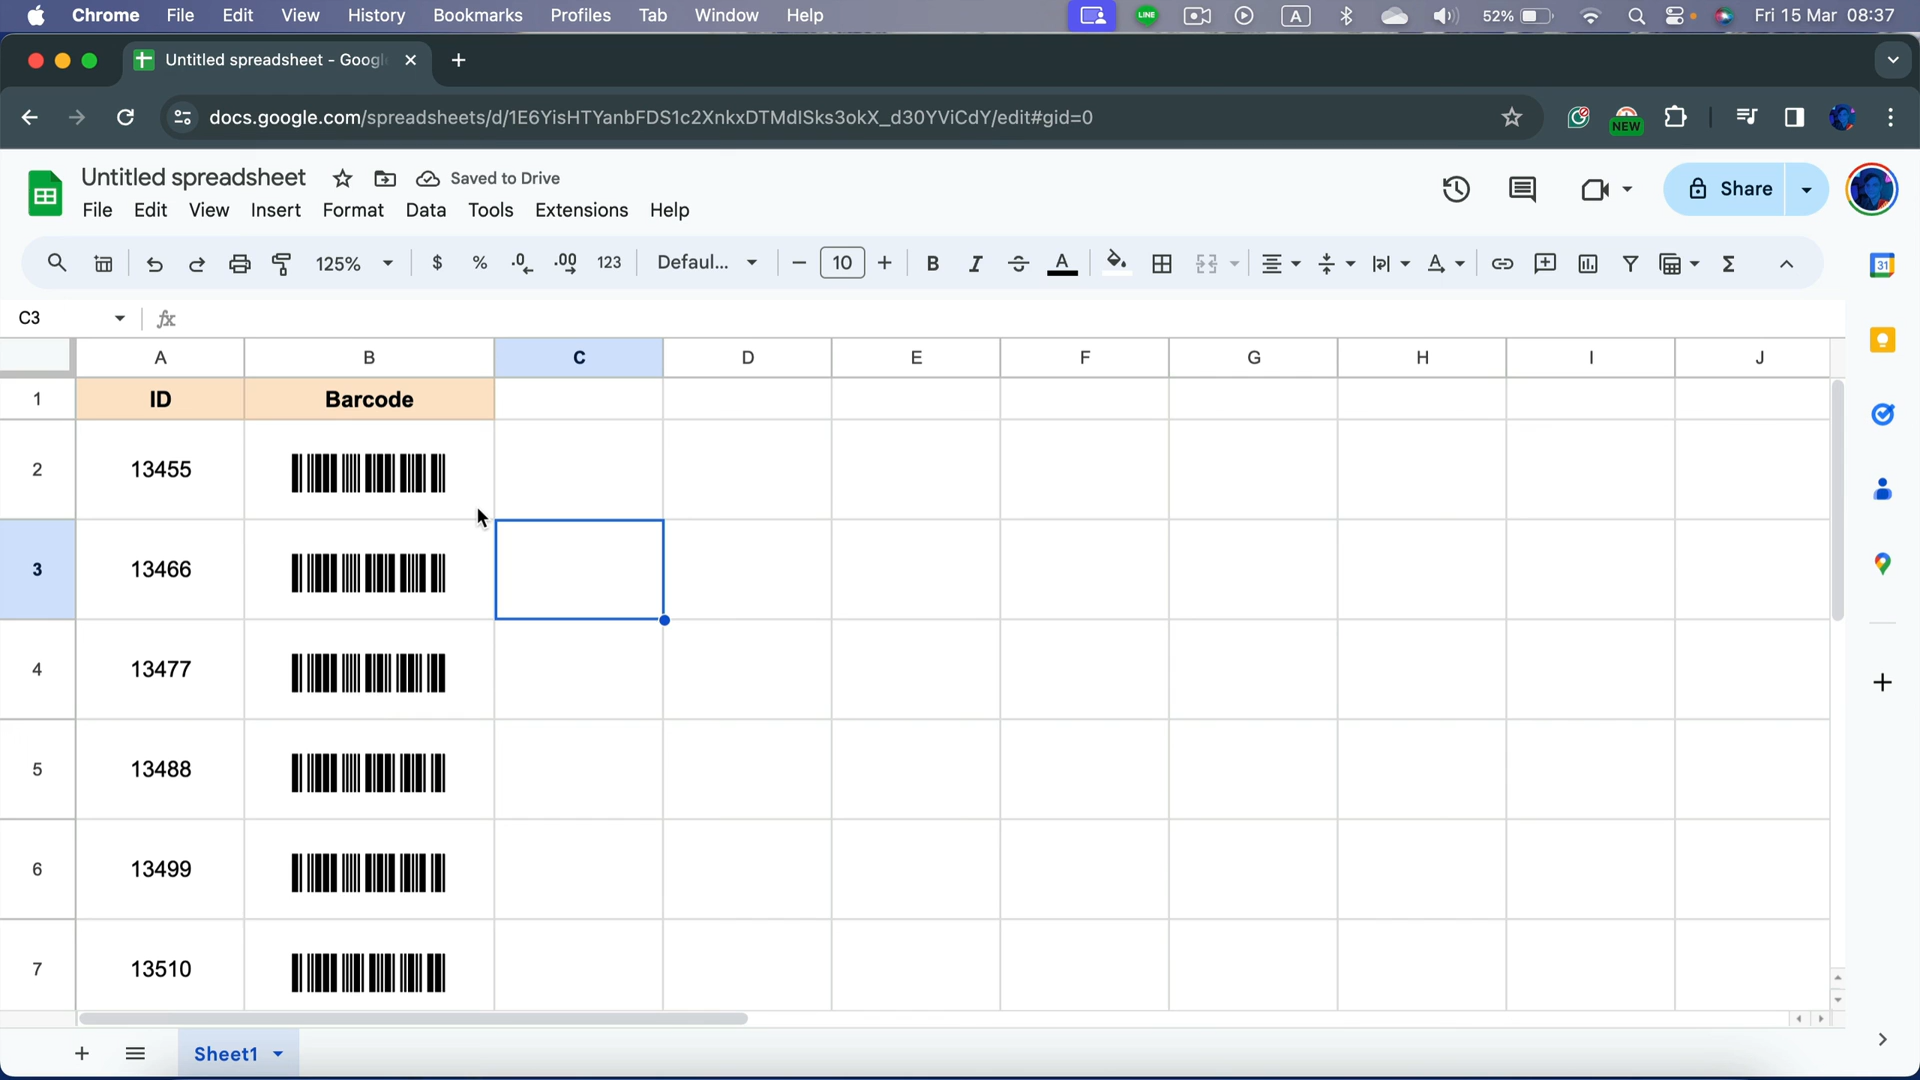 Chrome File Edit View History Bookmarks Profiles Tab Window Help LINE A 52% Fri 15 Mar 08:37
Untitled spreadsheet - Googl
docs.google.com/spreadsheets/d/1E6YisHTYanbFDS1c2XnkxDTMdlSks3okX_d30YViCdY/edit#gid=0 NEW
Untitled spreadsheet Saved to Drive Share
File Edit View Insert Format Data Tools Extensions Help
125% $ % .0 .00 123 Defaul... 10 B I A A Σ 31
C3 fx
A B C D E F G H I J
1 ID Barcode
2 13455
3 13466
4 13477
5 13488
6 13499
7 13510
Sheet1